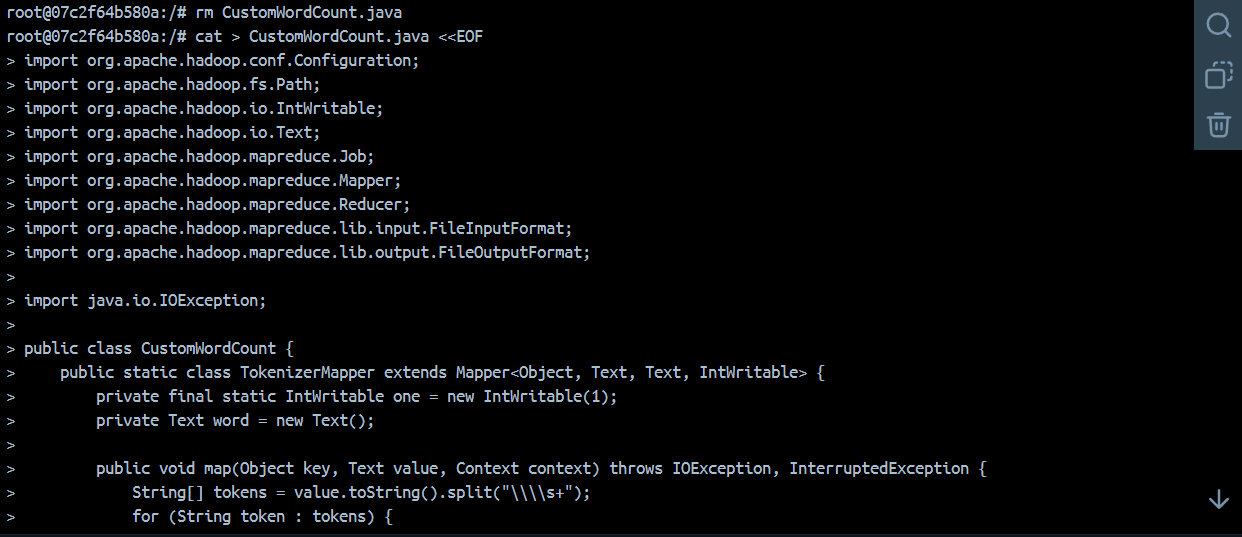 root@07c2f64b580a:/# rm CustomWordCount.java
root@07c2f64b580a:/# cat > CustomWordCount.java <<EOF
> import org.apache.hadoop.conf.Configuration;
> import org.apache.hadoop.fs.Path;
> import org.apache.hadoop.io.IntWritable;
> import org.apache.hadoop.io.Text;
> import org.apache.hadoop.mapreduce.Job;
> import org.apache.hadoop.mapreduce.Mapper;
> import org.apache.hadoop.mapreduce.Reducer;
> import org.apache.hadoop.mapreduce.lib.input.FileInputFormat;
> import org.apache.hadoop.mapreduce.lib.output.FileOutputFormat;
>
> import java.io.IOException;
>
> public class CustomWordCount {
>     public static class TokenizerMapper extends Mapper<Object, Text, Text, IntWritable> {
>         private final static IntWritable one = new IntWritable(1);
>         private Text word = new Text();
>
>         public void map(Object key, Text value, Context context) throws IOException, InterruptedException {
>             String[] tokens = value.toString().split("\\\\s+");
>             for (String token : tokens) {